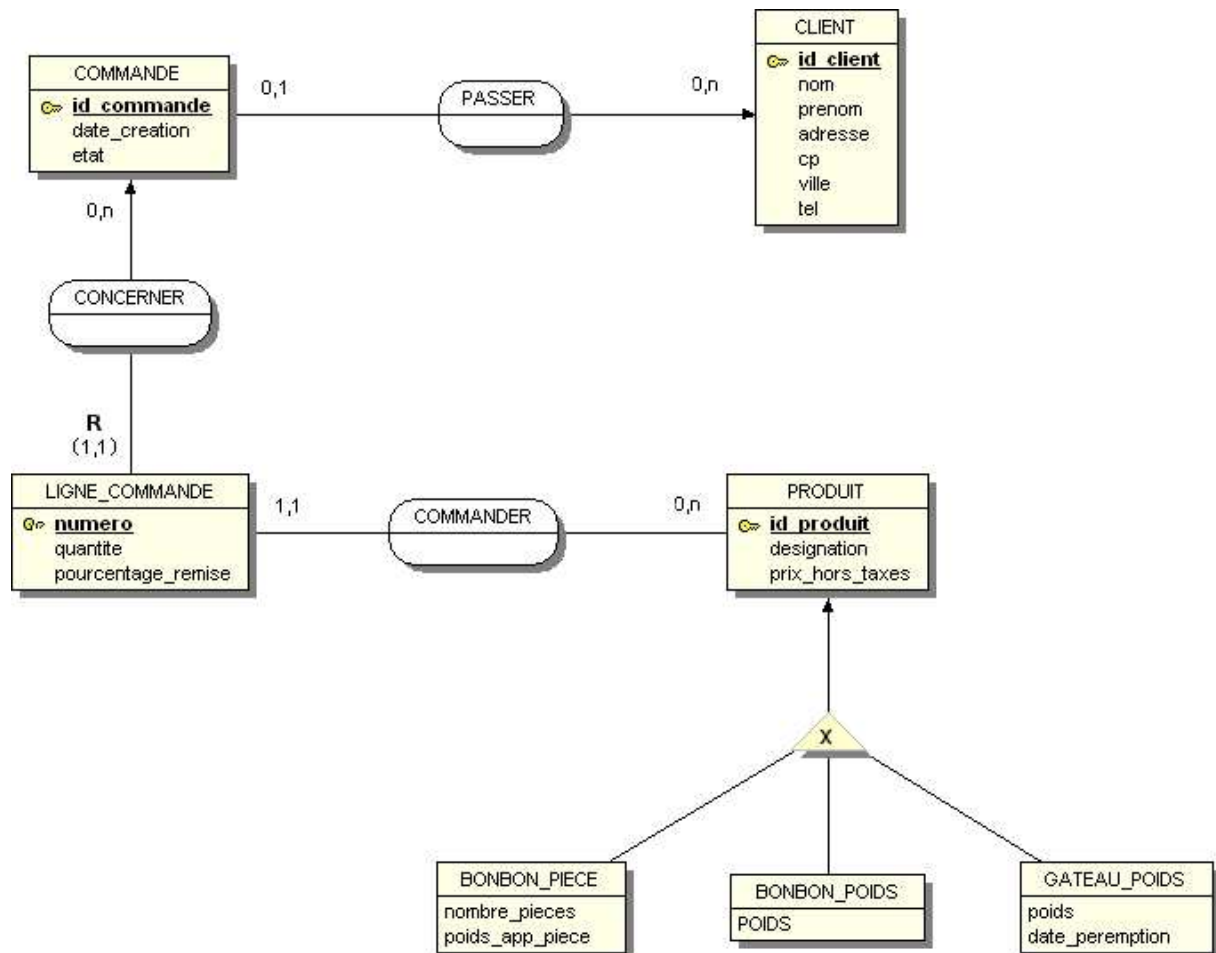 CLIENT
id_client
nom
prenom
adresse
cp
ville
tel
COMMANDE
id_commande
date_creation
etat
0,1
PASSER
0,n
0,n
CONCERNER
R
(1,1)
LIGNE_COMMANDE
numero
quantite
pourcentage_remise
1,1
COMMANDER
0,n
PRODUIT
id_produit
designation
prix_hors_taxes
X
BONBON_PIECE
nombre_pieces
poids_app_piece
BONBON_POIDS
POIDS
GATEAU_POIDS
poids
date_peremption